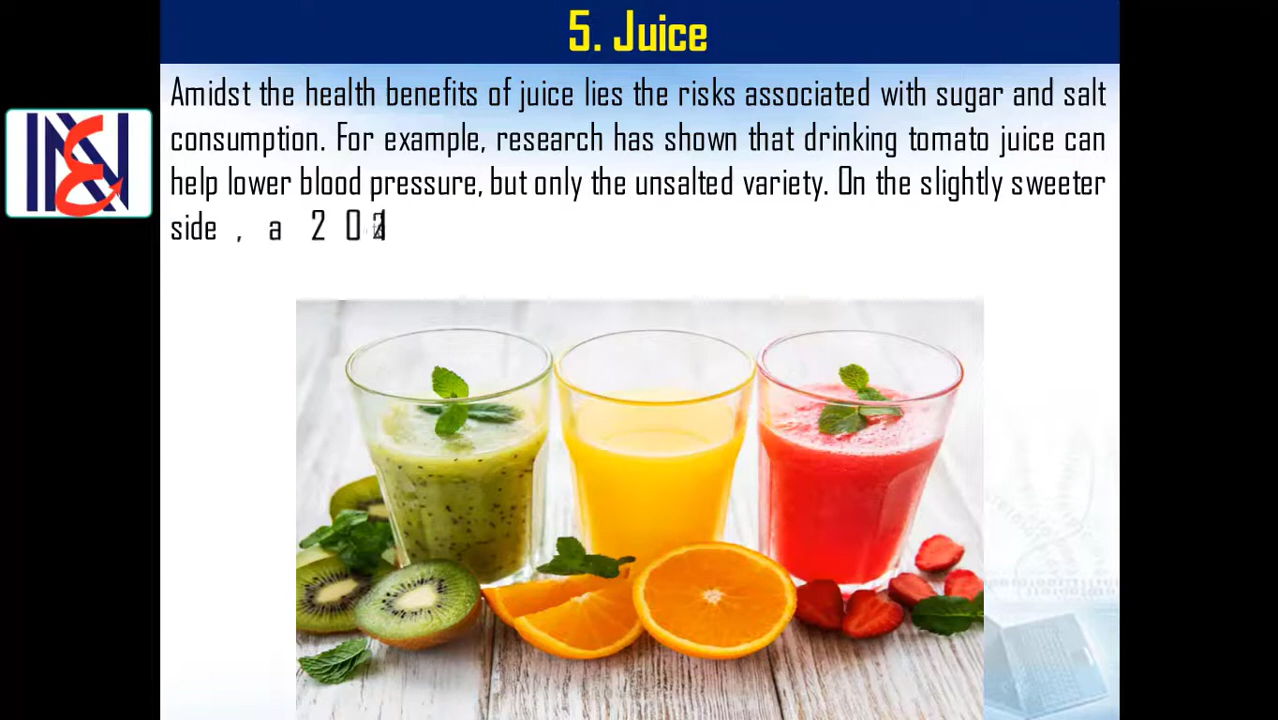 5. Juice
Amidst the health benefits of juice lies the risks associated with sugar and salt
consumption. For example, research has shown that drinking tomato juice can
help lower blood pressure, but only the unsalted variety. On the slightly sweeter
side , a 2 0